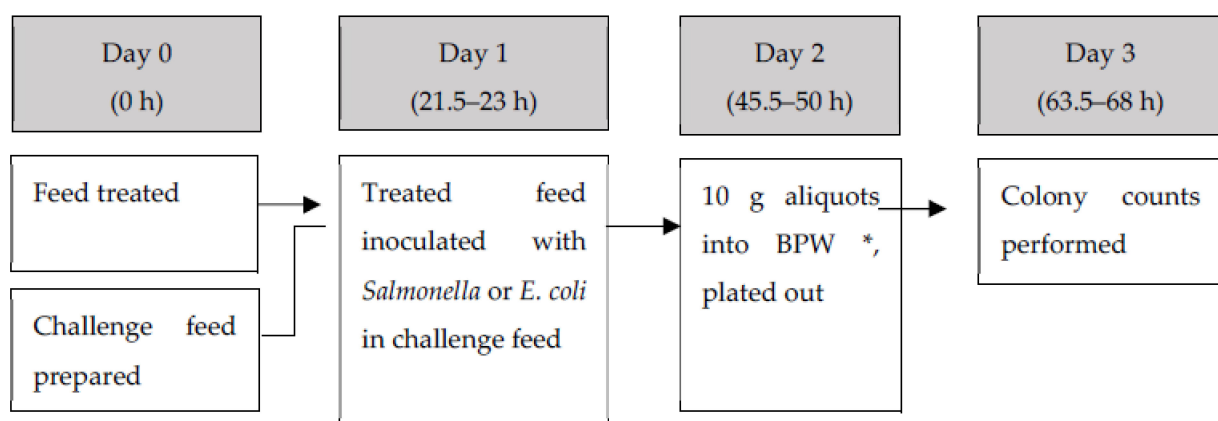 Day 0
(0 h)
Day 1
(21.5–23 h)
Day 2
(45.5–50 h)
Day 3
(63.5–68 h)
Feed treated
Challenge feed
prepared
Treated feed
inoculated with
Salmonella or E. coli
in challenge feed
10 g aliquots
into BPW *,
plated out
Colony counts
performed